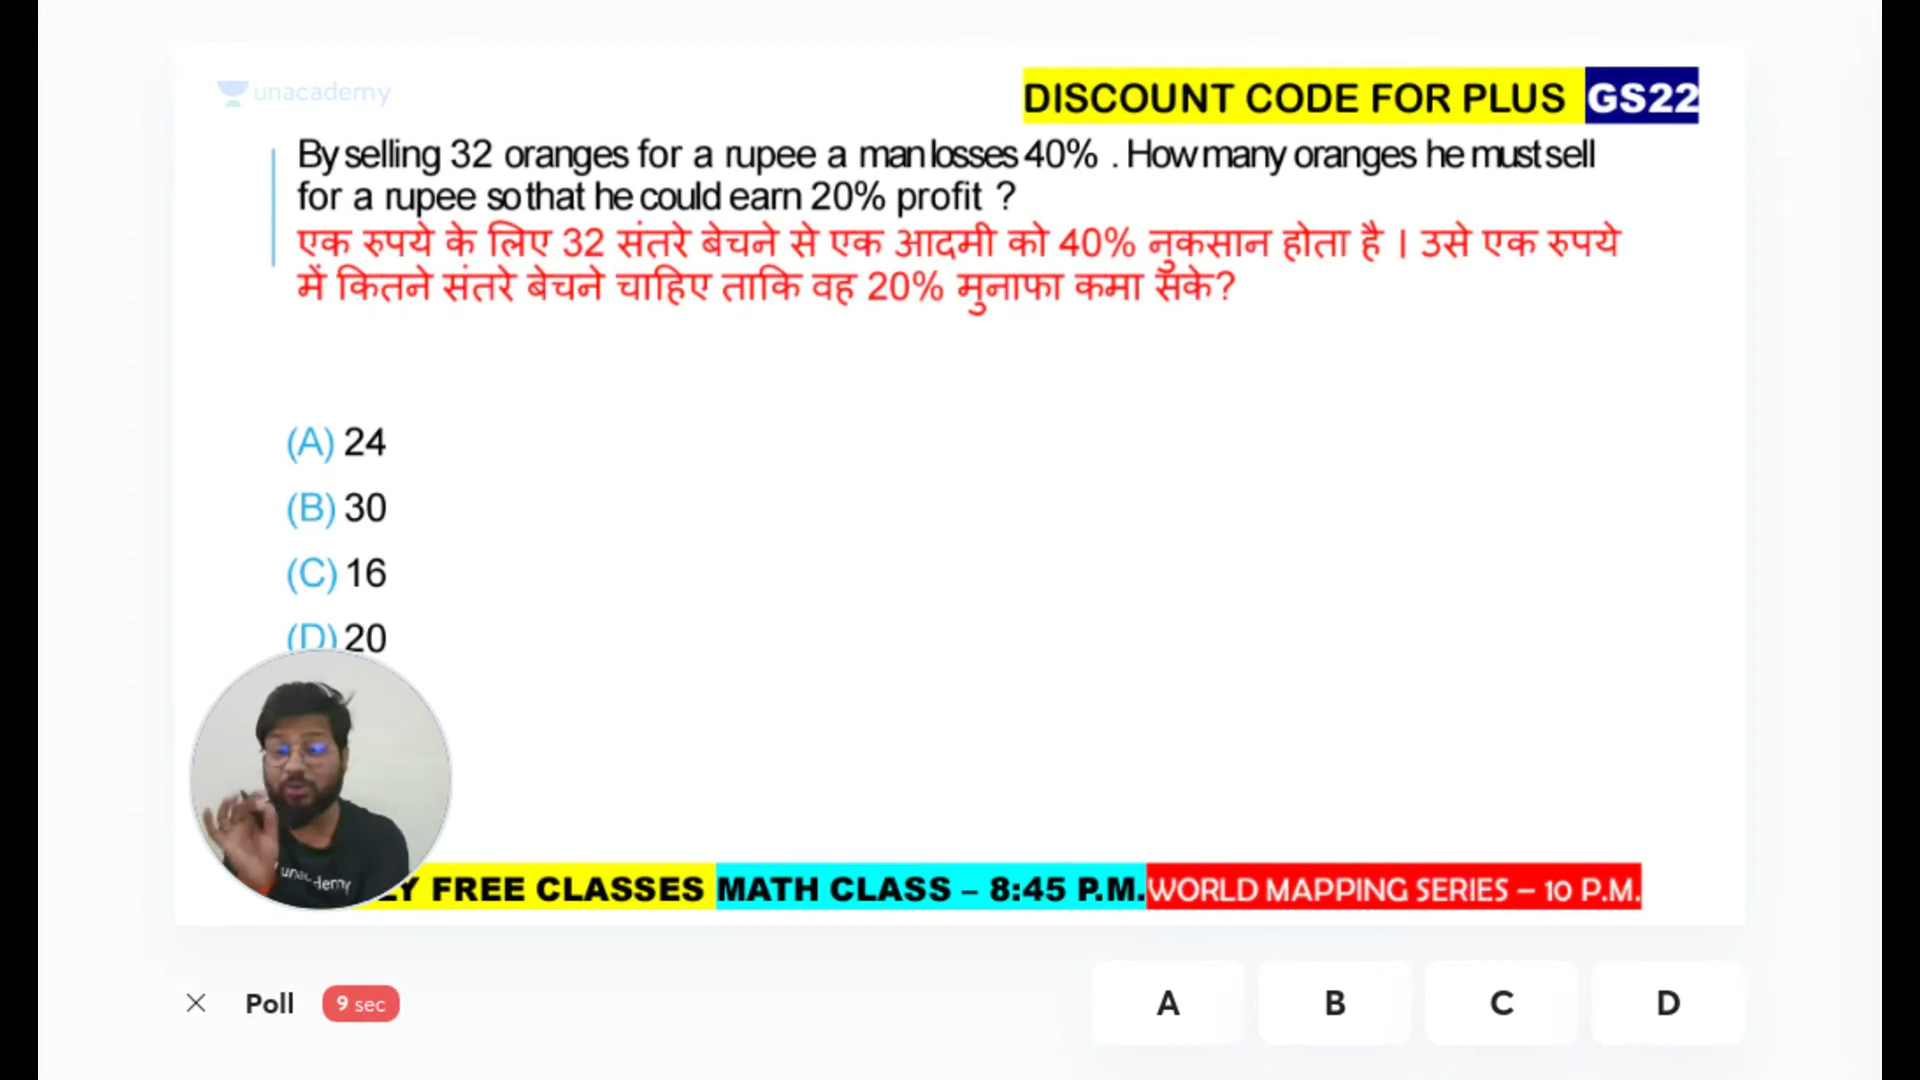 unacademy
DISCOUNT CODE FOR PLUS GS22
By selling 32 oranges for a rupee a man losses 40% . How many oranges he must sell
for a rupee so that he could earn 20% profit ?
एक रुपये के लिए 32 संतरे बेचने से एक आदमी को 40% नुकसान होता है । उसे एक रुपये
में कितने संतरे बेचने चाहिए ताकि वह 20% मुनाफा कमा सके?
(A) 24
(B) 30
(C) 16
(D) 20
unacademy
FREE CLASSES MATH CLASS – 8:45 P.M. WORLD MAPPING SERIES – 10 P.M.
Poll 9 sec A B C D